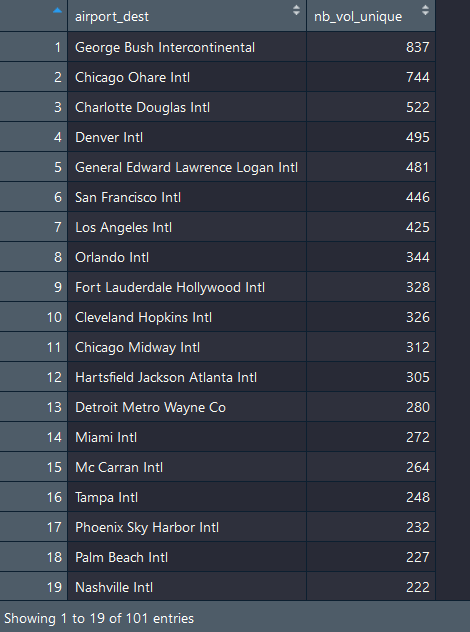 airport_dest nb_vol_unique
1 George Bush Intercontinental 837
2 Chicago Ohare Intl 744
3 Charlotte Douglas Intl 522
4 Denver Intl 495
5 General Edward Lawrence Logan Intl 481
6 San Francisco Intl 446
7 Los Angeles Intl 425
8 Orlando Intl 344
9 Fort Lauderdale Hollywood Intl 328
10 Cleveland Hopkins Intl 326
11 Chicago Midway Intl 312
12 Hartsfield Jackson Atlanta Intl 305
13 Detroit Metro Wayne Co 280
14 Miami Intl 272
15 Mc Carran Intl 264
16 Tampa Intl 248
17 Phoenix Sky Harbor Intl 232
18 Palm Beach Intl 227
19 Nashville Intl 222
Showing 1 to 19 of 101 entries